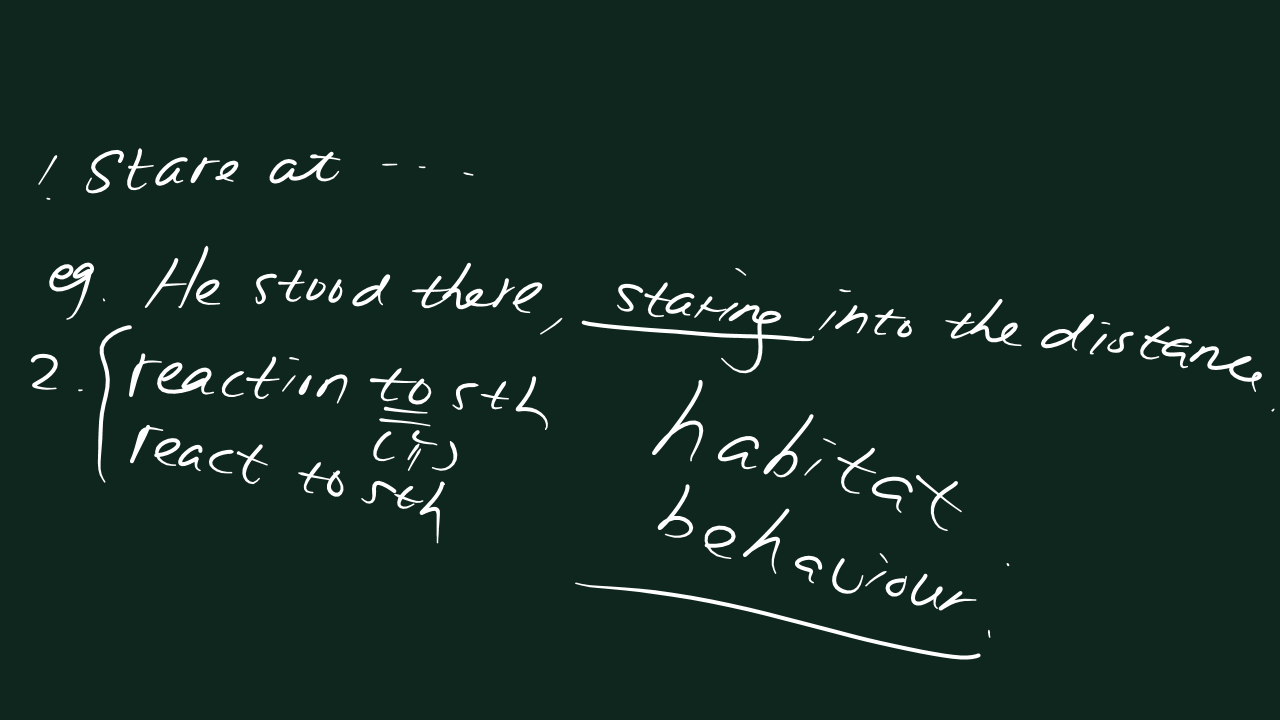 1. Stare at ---
eg. He stood there, staring into the distance.
2. reaction to sth
(介)
react to sth
habitat
behaviour